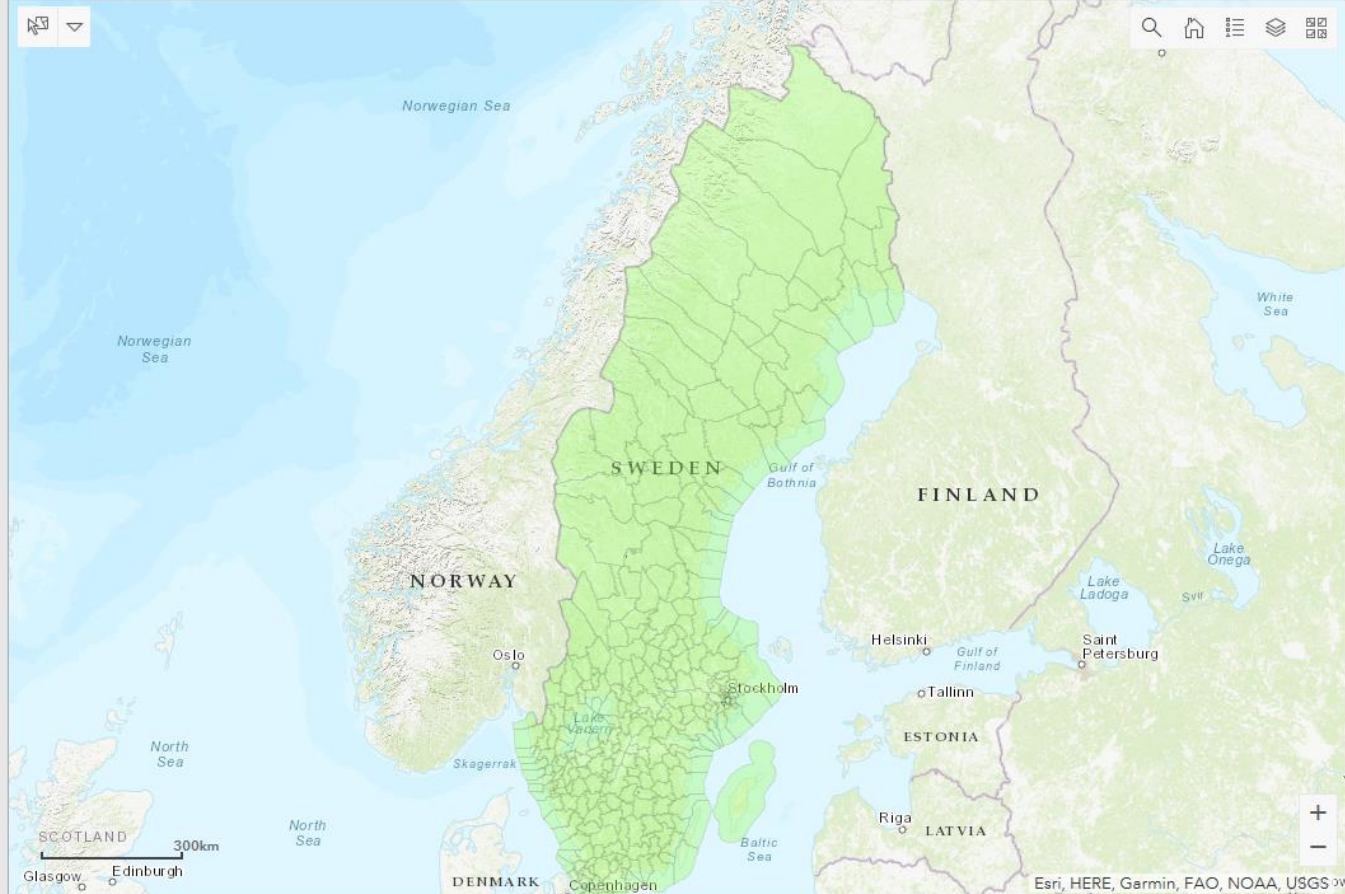 Norwegian Sea
Norwegian
Sea
White
Sea
SWEDEN
Gulf of
Bothnia
FINLAND
Lake
Onega
NORWAY
Lake
Ladoga
Svir
Oslo
Helsinki
Gulf of
Finland
Saint
Petersburg
Stockholm
Tallinn
Lake
Vanern
ESTONIA
North
Sea
Skagerrak
Riga
LATVIA
North
Sea
Baltic
Sea
SCOTLAND
300km
Glasgow
Edinburgh
DENMARK
Copenhagen
+
−
Esri, HERE, Garmin, FAO, NOAA, USGS